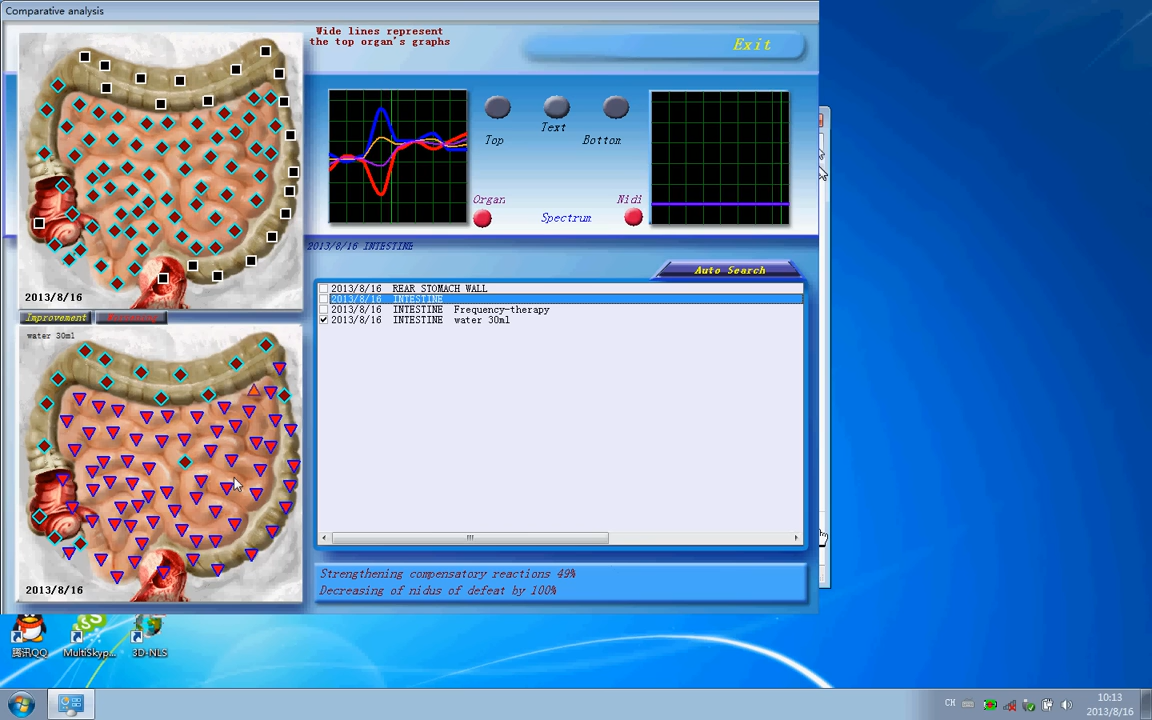 Comparative analysis
Wide lines represent
the top organ's graphs
Exit
Top
Text
Bottom
Organ
Nidi
Spectrum
2013/8/16
2013/8/16 INTESTINE
Auto Search
Improvement
2013/8/16 REAR STOMACH WALL
2013/8/16 INTESTINE
2013/8/16 INTESTINE Frequency-therapy
2013/8/16 INTESTINE water 30ml
water 30ml
2013/8/16
Strengthening compensatory reactions 49%
Decreasing of nidus of defeat by 100%
腾讯QQ
MultiSkyp...
3D-NLS
CH
10:13
2013/8/16